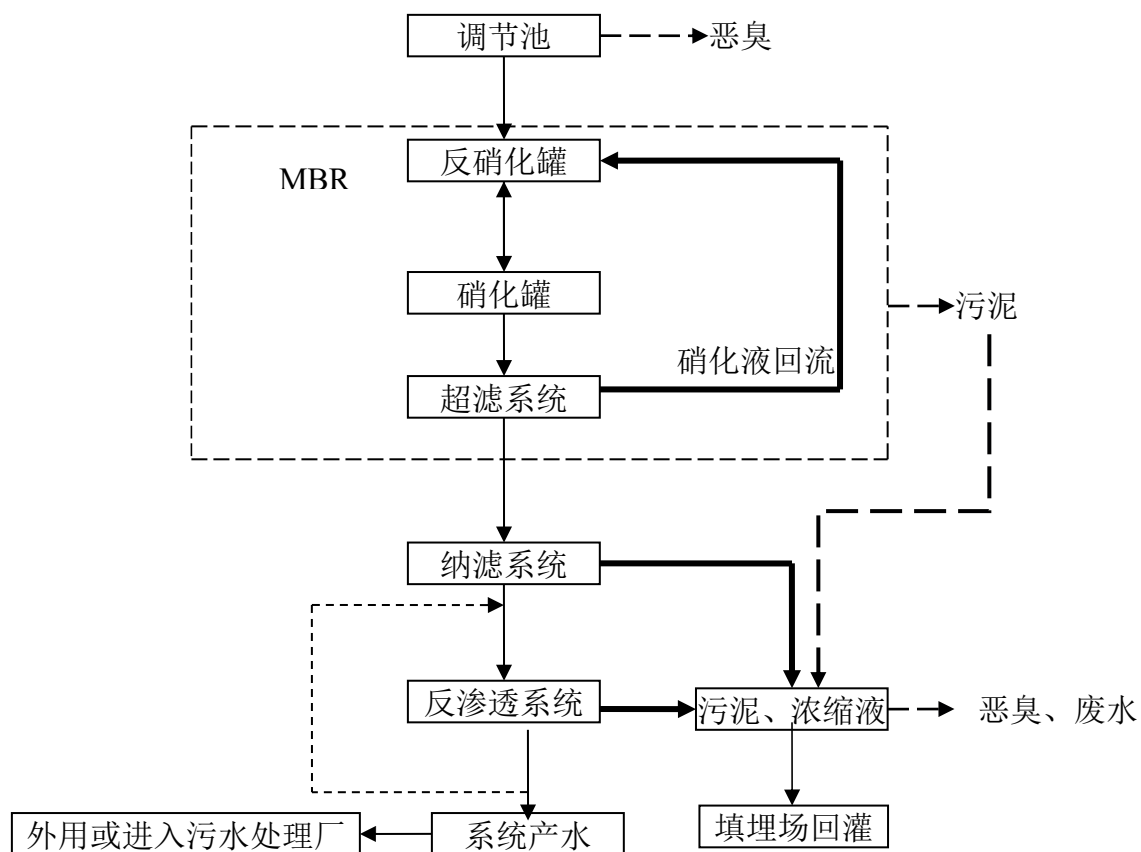 调节池
恶臭
反硝化罐
MBR
硝化罐
污泥
硝化液回流
超滤系统
纳滤系统
反渗透系统
污泥、浓缩液
恶臭、废水
外用或进入污水处理厂
系统产水
填埋场回灌